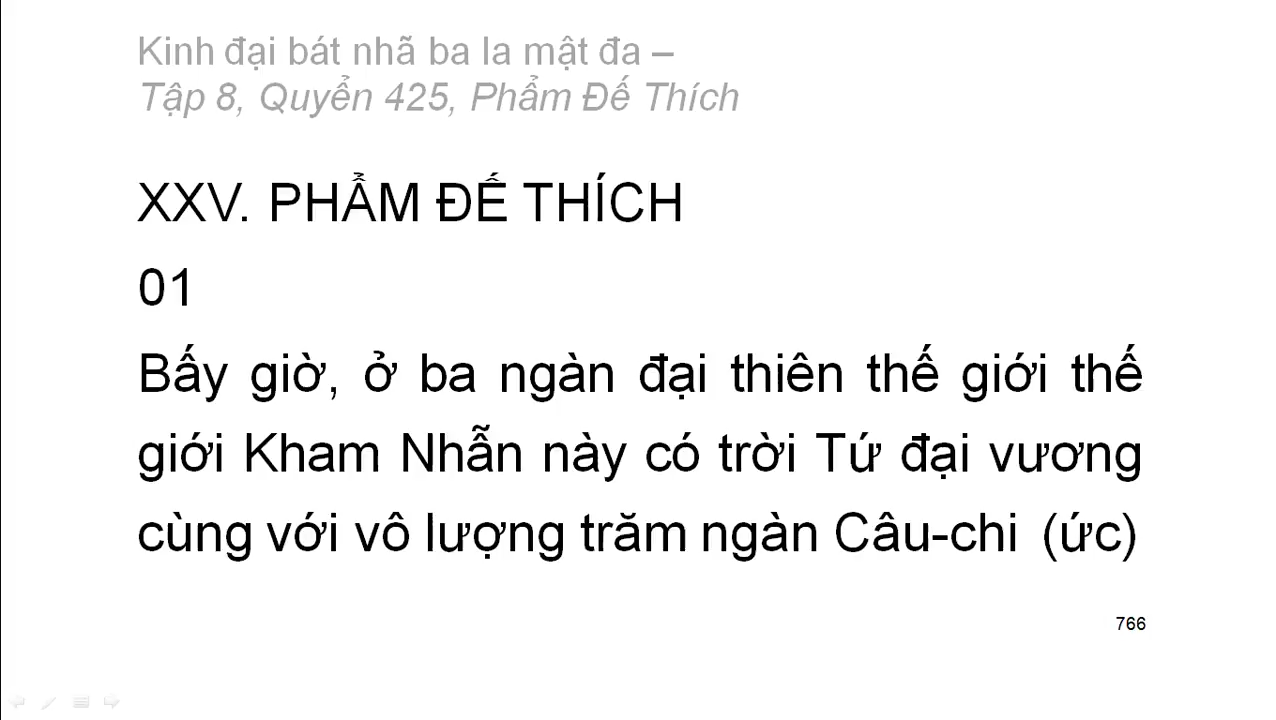 Kinh đại bát nhã ba la mật đa –
Tập 8, Quyển 425, Phẩm Đế Thích
XXV. PHẨM ĐẾ THÍCH
01
Bấy giờ, ở ba ngàn đại thiên thế giới thế
giới Kham Nhẫn này có trời Tứ đại vương
cùng với vô lượng trăm ngàn Câu-chi (ức)
766